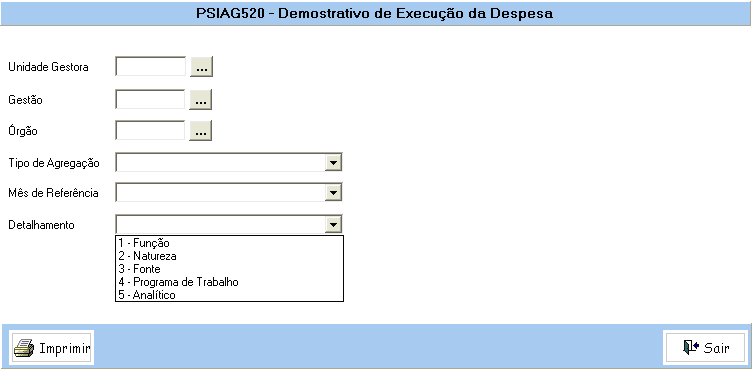 PSIAG520 - Demostrativo de Execução da Despesa
Unidade Gestora ...
Gestão ...
Órgão ...
Tipo de Agregação
Mês de Referência
Detalhamento
1 - Função
2 - Natureza
3 - Fonte
4 - Programa de Trabalho
5 - Analítico
Imprimir Sair